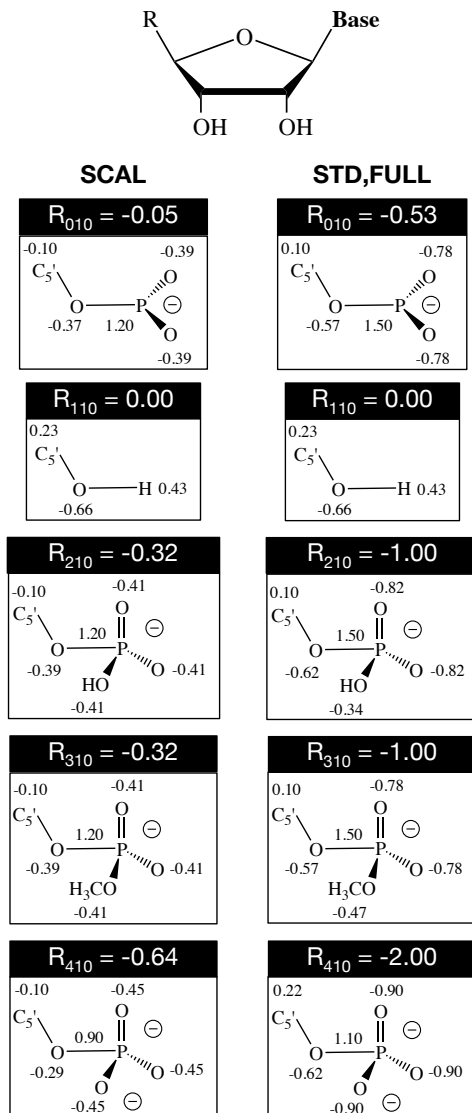 R Base
O
OH OH
SCAL STD,FULL
R010 = -0.05 R010 = -0.53
-0.10 -0.39 0.10 -0.78
C5' O C5' O
O P ⊖ O P ⊖
-0.37 1.20 O -0.57 1.50 O
-0.39 -0.78
R110 = 0.00 R110 = 0.00
0.23 0.23
C5' C5'
O H 0.43 O H 0.43
-0.66 -0.66
R210 = -0.32 R210 = -1.00
-0.10 -0.41 0.10 -0.82
C5' O ⊖ C5' O ⊖
1.20 1.50
O P O P
-0.39 O -0.41 -0.62 O -0.82
HO HO
-0.41 -0.34
R310 = -0.32 R310 = -1.00
-0.10 -0.41 0.10 -0.78
C5' O ⊖ C5' O ⊖
1.20 1.50
O P O P
-0.39 O -0.41 -0.57 O -0.78
H3CO H3CO
-0.41 -0.47
R410 = -0.64 R410 = -2.00
-0.10 -0.45 0.22 -0.90
C5' O ⊖ C5' O ⊖
0.90 1.10
O P O P
-0.29 O -0.45 -0.62 O -0.90
O O
-0.45 ⊖ -0.90 ⊖